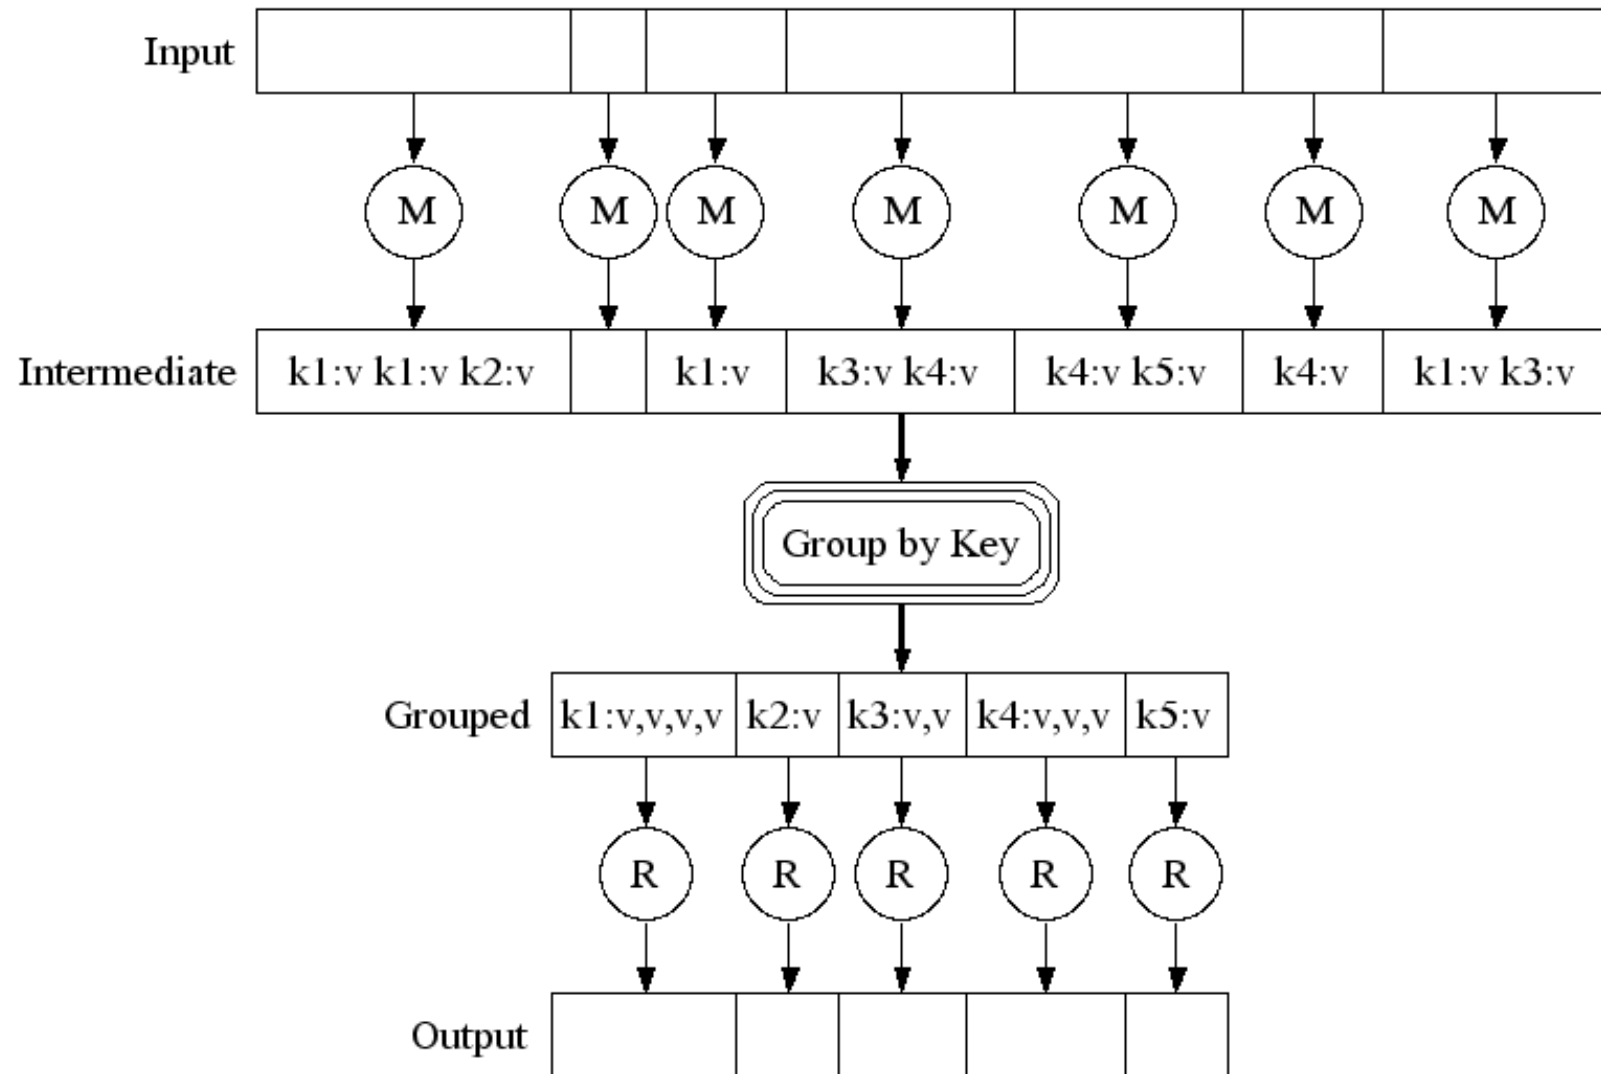 Input
M M M M M M M
Intermediate k1:v k1:v k2:v k1:v k3:v k4:v k4:v k5:v k4:v k1:v k3:v
Group by Key
Grouped k1:v,v,v,v k2:v k3:v,v k4:v,v,v k5:v
R R R R R
Output